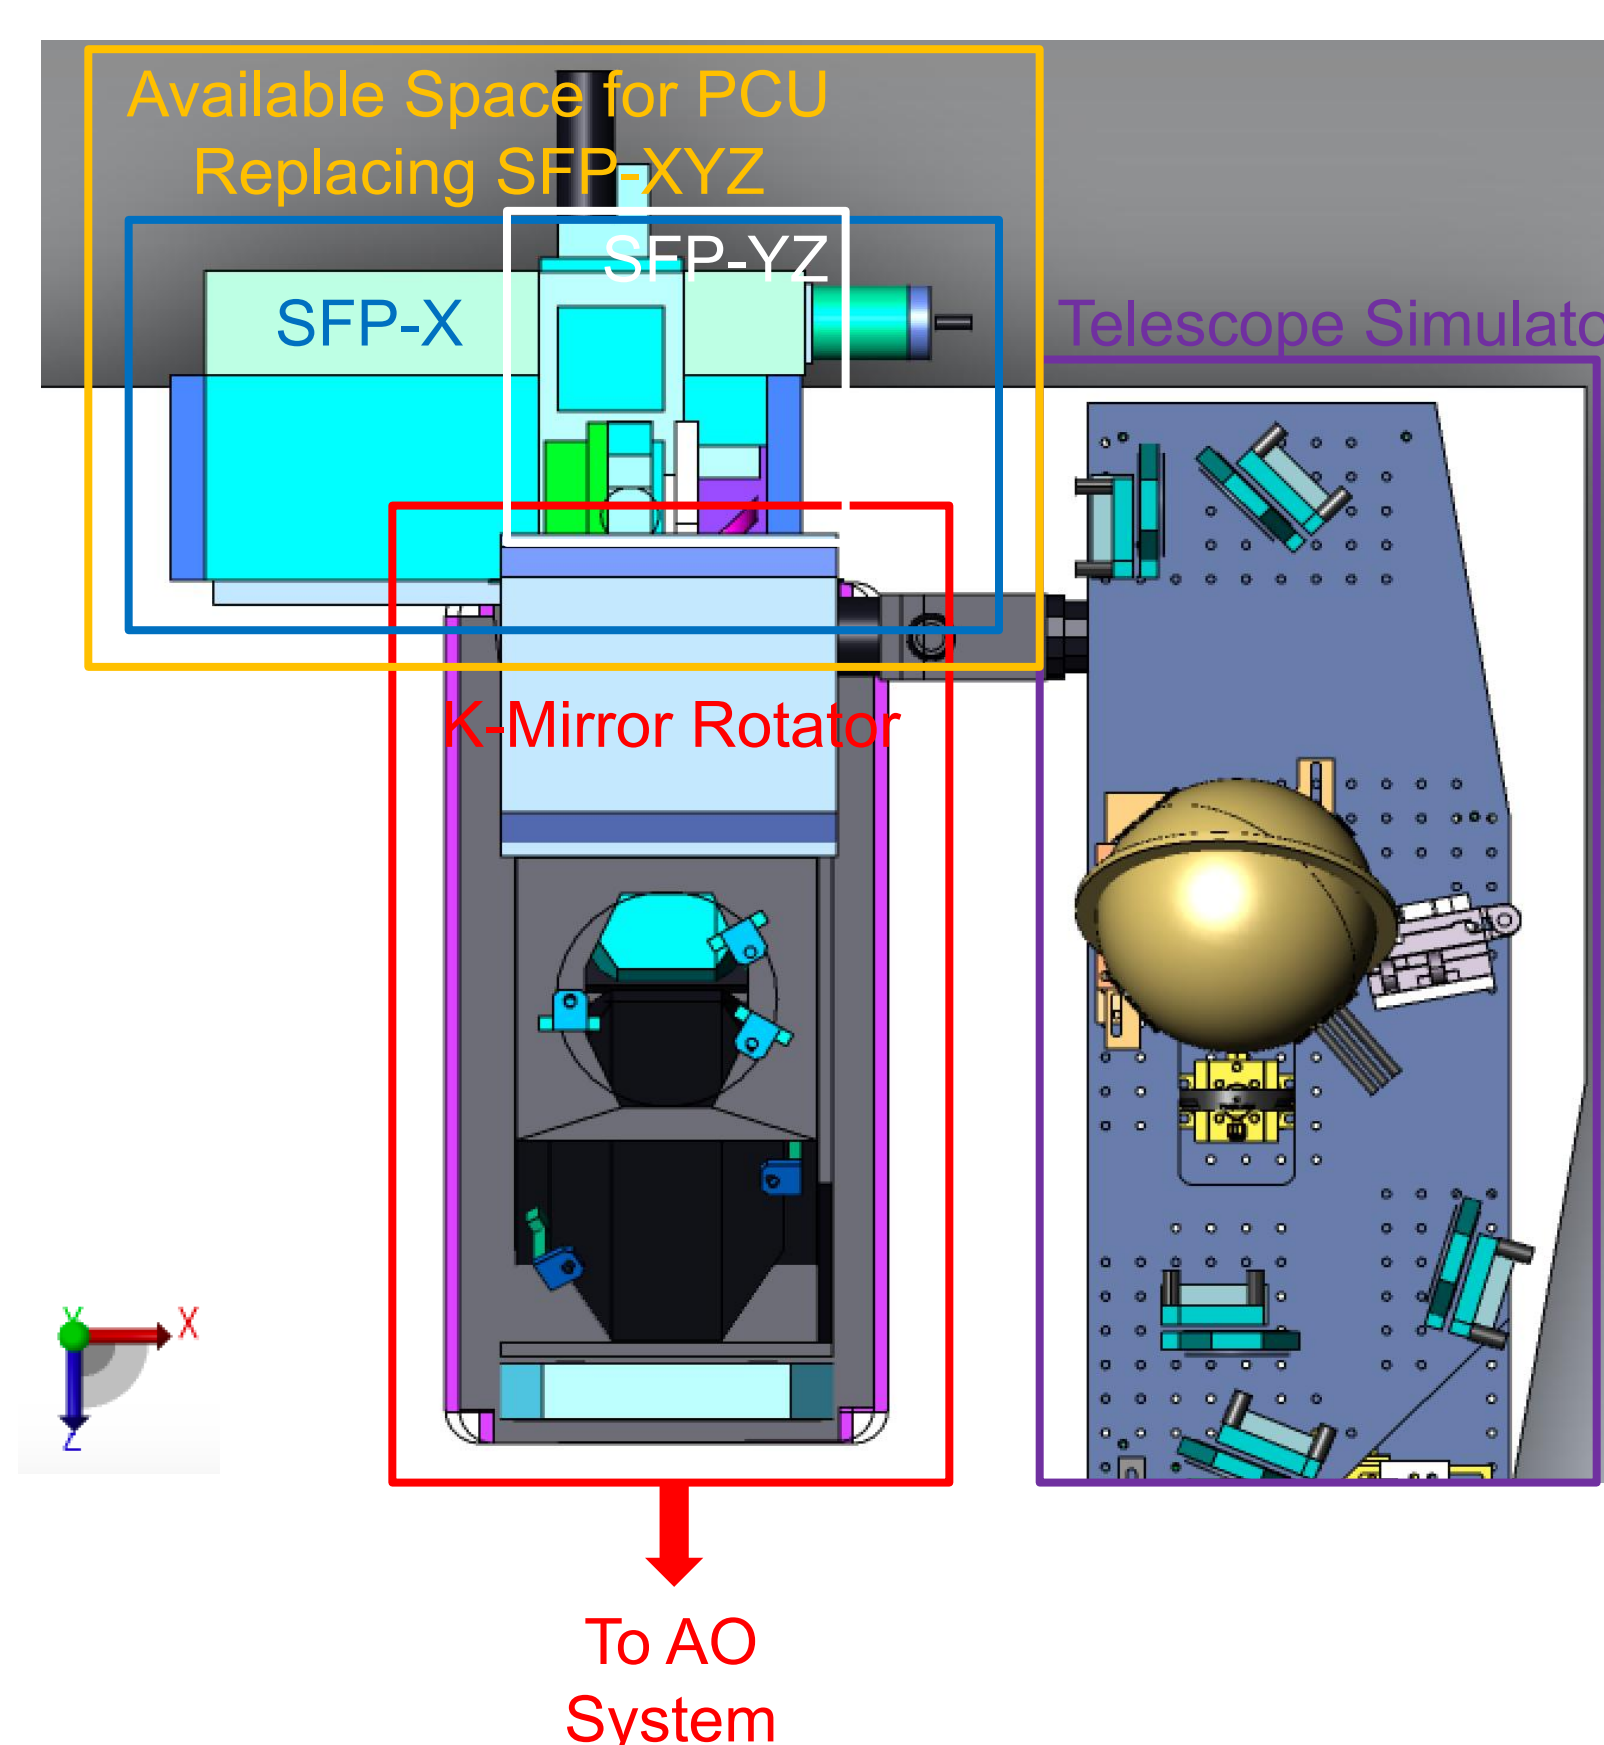 Available Space for PCU
Replacing SFP-XYZ
SFP-YZ
SFP-X
Telescope Simulato
K-Mirror Rotator
Y
X
Z
To AO
System